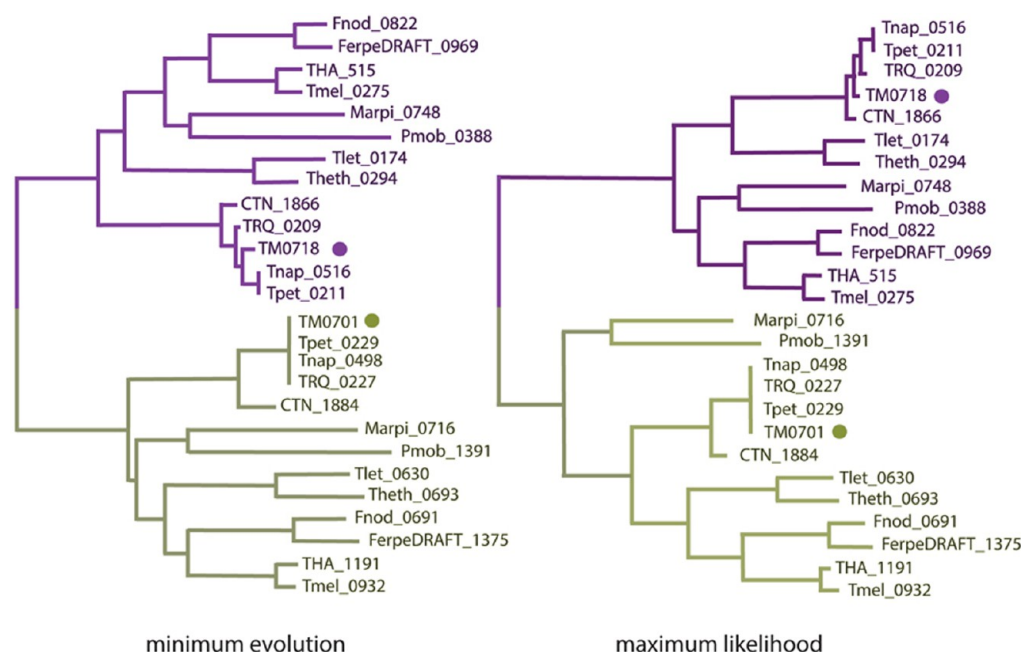 Fnod_0822
FerpeDRAFT_0969
THA_515
Tmel_0275
Marpi_0748
Pmob_0388
Tlet_0174
Theth_0294
CTN_1866
TRQ_0209
TM0718
Tnap_0516
Tpet_0211
TM0701
Tpet_0229
Tnap_0498
TRQ_0227
CTN_1884
Marpi_0716
Pmob_1391
Tlet_0630
Theth_0693
Fnod_0691
FerpeDRAFT_1375
THA_1191
Tmel_0932
minimum evolution
Tnap_0516
Tpet_0211
TRQ_0209
TM0718
CTN_1866
Tlet_0174
Theth_0294
Marpi_0748
Pmob_0388
Fnod_0822
FerpeDRAFT_0969
THA_515
Tmel_0275
Marpi_0716
Pmob_1391
Tnap_0498
TRQ_0227
Tpet_0229
TM0701
CTN_1884
Tlet_0630
Theth_0693
Fnod_0691
FerpeDRAFT_1375
THA_1191
Tmel_0932
maximum likelihood